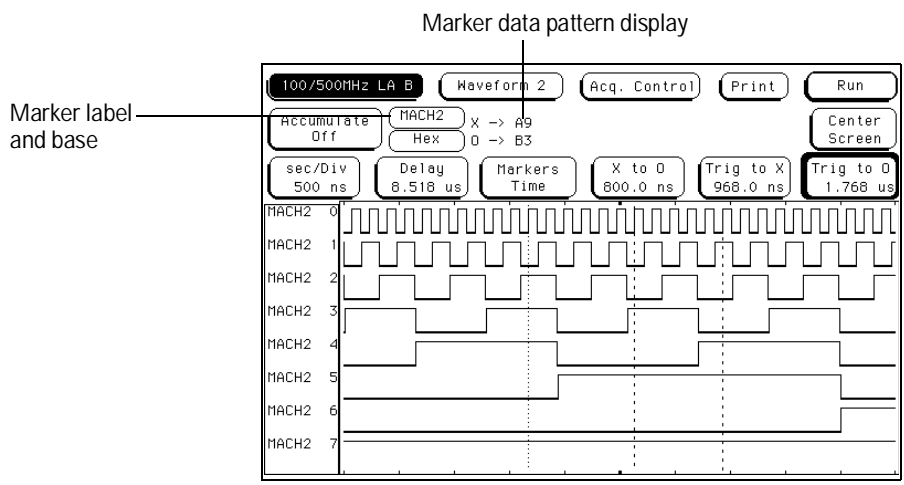 Marker data pattern display
Marker label
and base
100/500MHz LA B
Waveform 2
Acq. Control
Print
Run
Accumulate
Off
MACH2
Hex
X -> A9
O -> B3
Center
Screen
sec/Div
500 ns
Delay
8.518 us
Markers
Time
X to O
800.0 ns
Trig to X
968.0 ns
Trig to O
1.768 us
MACH2 0
MACH2 1
MACH2 2
MACH2 3
MACH2 4
MACH2 5
MACH2 6
MACH2 7